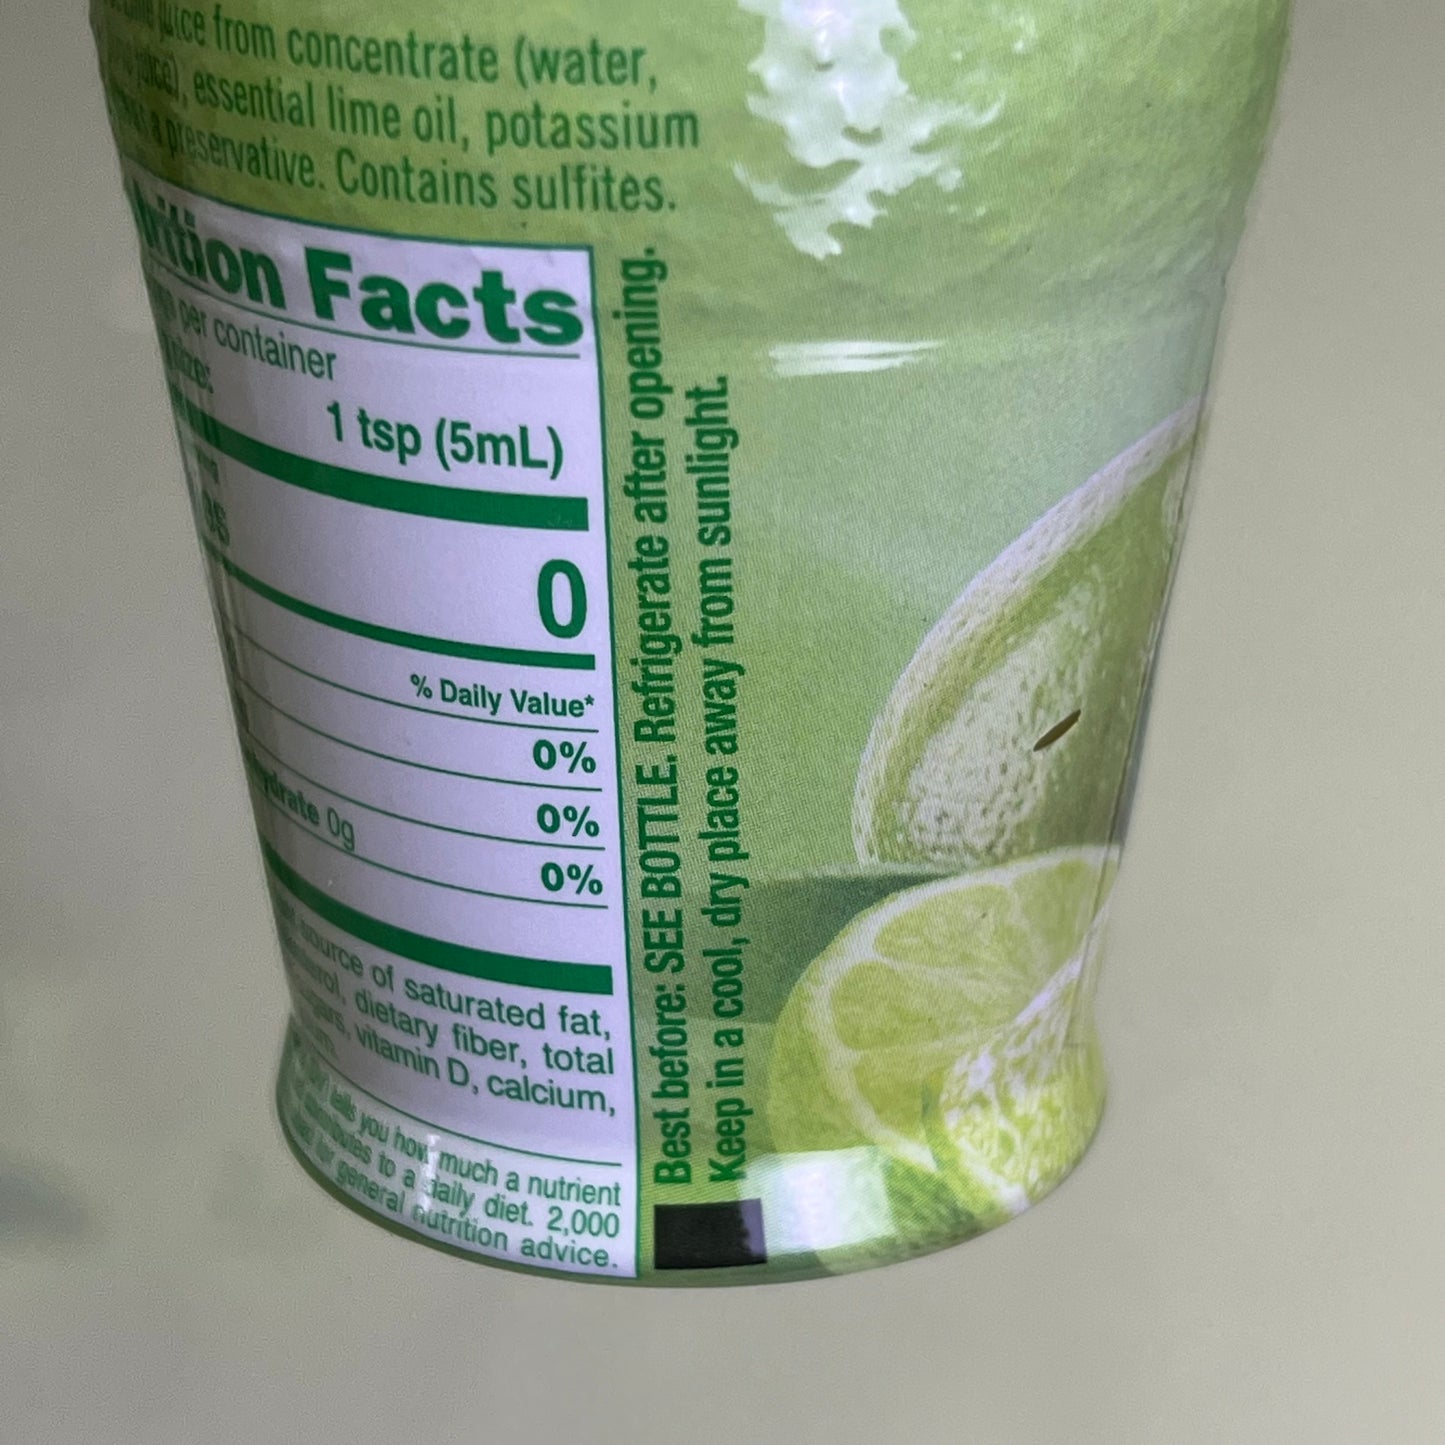 juice from concentrate (water,
essential lime oil, potassium
a preservative. Contains sulfites.
Facts
per container
1 tsp (5mL)
0
% Daily Value*
0%
0g
0%
0%
source of saturated fat,
dietary fiber, total
vitamin D, calcium,
tells you how much a nutrient
to a daily diet. 2,000
for general nutrition advice.
Best before: SEE BOTTLE. Refrigerate after opening.
Keep in a cool, dry place away from sunlight.